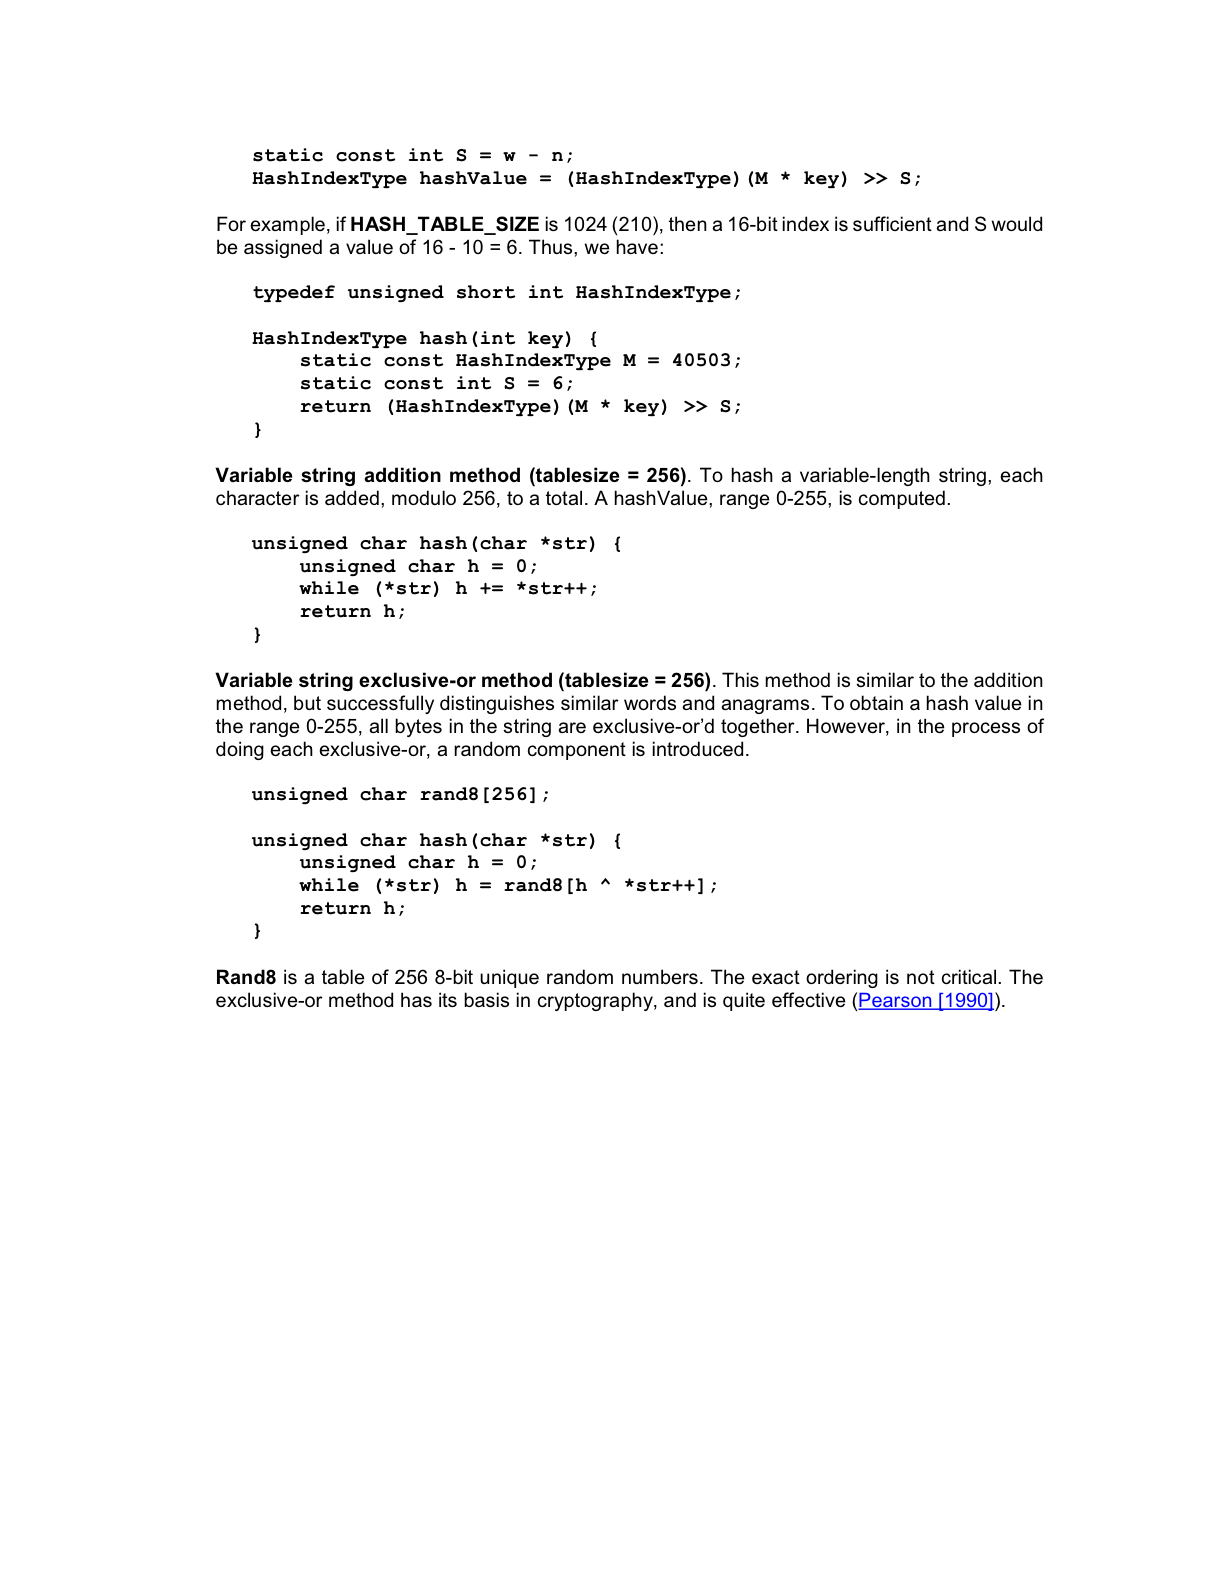 static const int S = w - n;
HashIndexType hashValue = (HashIndexType)(M * key) >> S;
For example, if HASH_TABLE_SIZE is 1024 (210), then a 16-bit index is sufficient and S would
be assigned a value of 16 - 10 = 6. Thus, we have:
typedef unsigned short int HashIndexType;
HashIndexType hash(int key) {
static const HashIndexType M = 40503;
static const int S = 6;
return (HashIndexType)(M * key) >> S;
}
Variable string addition method (tablesize = 256). To hash a variable-length string, each
character is added, modulo 256, to a total. A hashValue, range 0-255, is computed.
unsigned char hash(char *str) {
unsigned char h = 0;
while (*str) h += *str++;
return h;
}
Variable string exclusive-or method (tablesize = 256). This method is similar to the addition
method, but successfully distinguishes similar words and anagrams. To obtain a hash value in
the range 0-255, all bytes in the string are exclusive-or’d together. However, in the process of
doing each exclusive-or, a random component is introduced.
unsigned char rand8[256];
unsigned char hash(char *str) {
unsigned char h = 0;
while (*str) h = rand8[h ^ *str++];
return h;
}
Rand8 is a table of 256 8-bit unique random numbers. The exact ordering is not critical. The
exclusive-or method has its basis in cryptography, and is quite effective (Pearson [1990]).